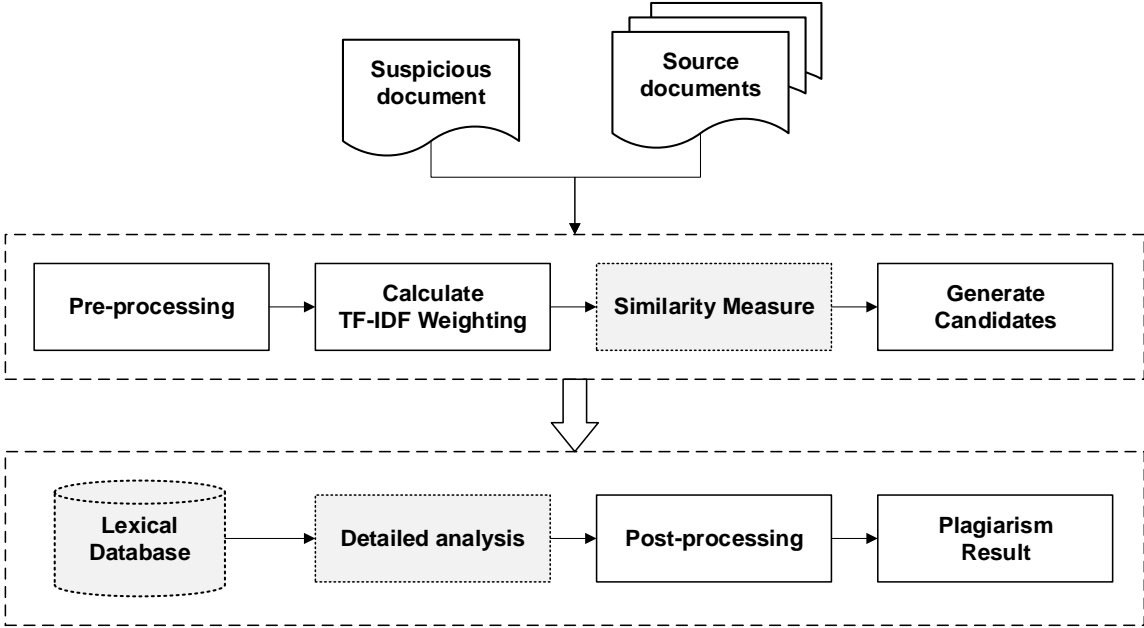 Suspicious
document
Source
documents
Pre-processing
Calculate
TF-IDF Weighting
Similarity Measure
Generate
Candidates
Lexical
Database
Detailed analysis
Post-processing
Plagiarism
Result